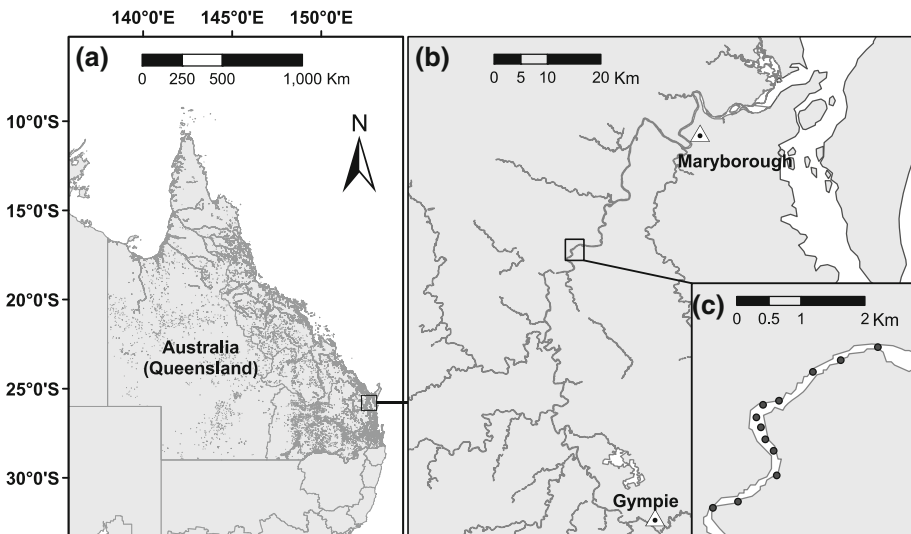 140°0'E 145°0'E 150°0'E
(a)
0 250 500 1,000 Km
N
10°0'S
15°0'S
20°0'S
25°0'S
30°0'S
Australia
(Queensland)
(b)
0 5 10 20 Km
Maryborough
Gympie
(c)
0 0.5 1 2 Km